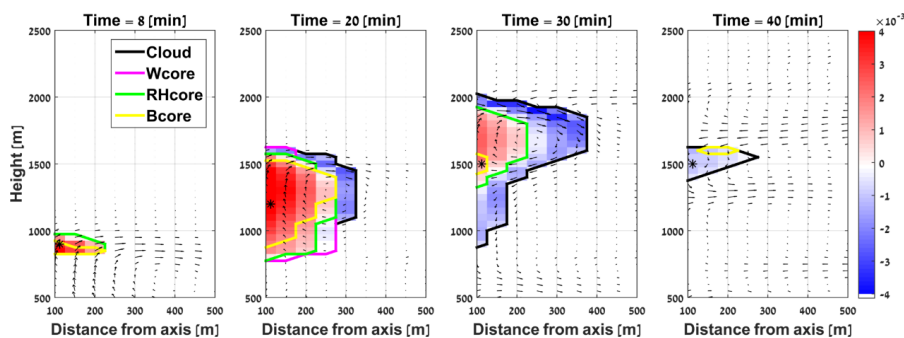 Time = 8 [min]
Time = 20 [min]
Time = 30 [min]
Time = 40 [min]
×10⁻³
2500
2000
1500
1000
500
Height [m]
Cloud
Wcore
RHcore
Bcore
100 200 300 400 500
Distance from axis [m]
2500
2000
1500
1000
500
100 200 300 400 500
Distance from axis [m]
2500
2000
1500
1000
500
100 200 300 400 500
Distance from axis [m]
2500
2000
1500
1000
500
100 200 300 400 500
Distance from axis [m]
4
3
2
1
0
-1
-2
-3
-4